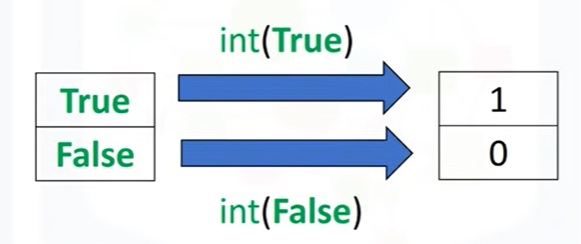 int(True)
True
1
False
0
int(False)